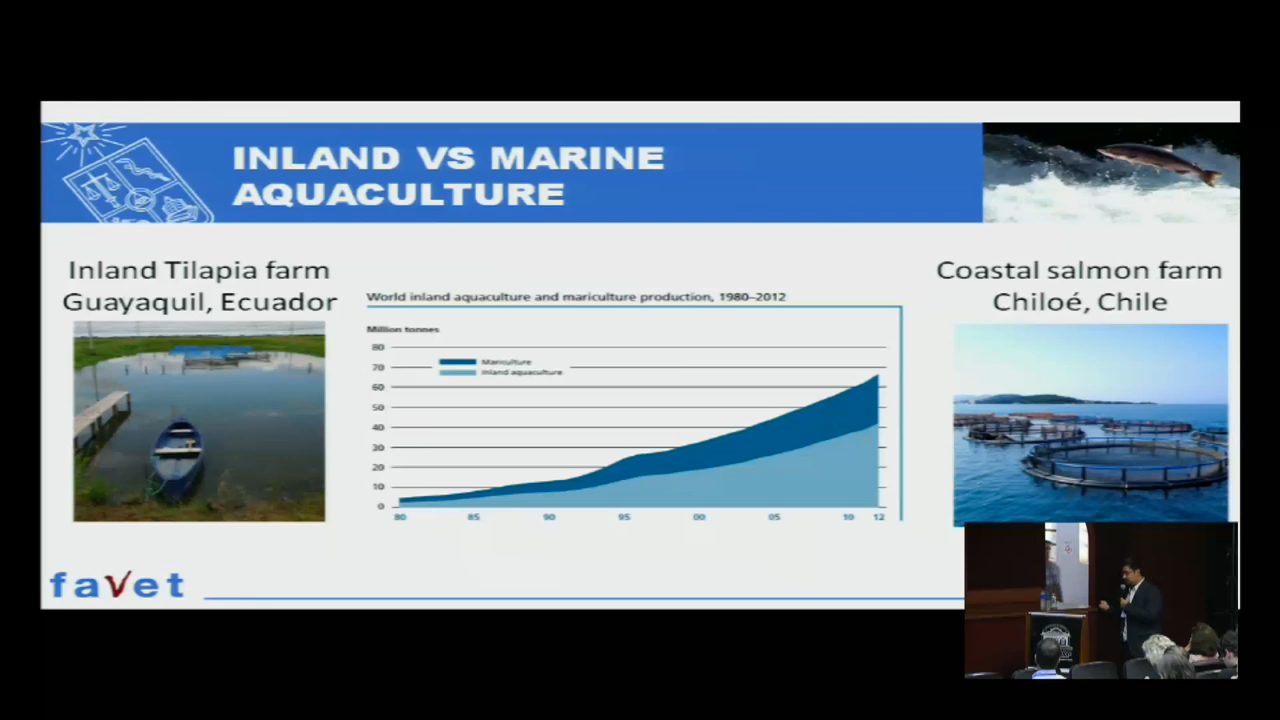 INLAND VS MARINE
AQUACULTURE
Inland Tilapia farm
Guayaquil, Ecuador
World inland aquaculture and mariculture production, 1980–2012
Million tonnes
80
70
60
50
40
30
20
10
0
Mariculture
Inland aquaculture
80 85 90 95 00 05 10 12
Coastal salmon farm
Chiloé, Chile
favet